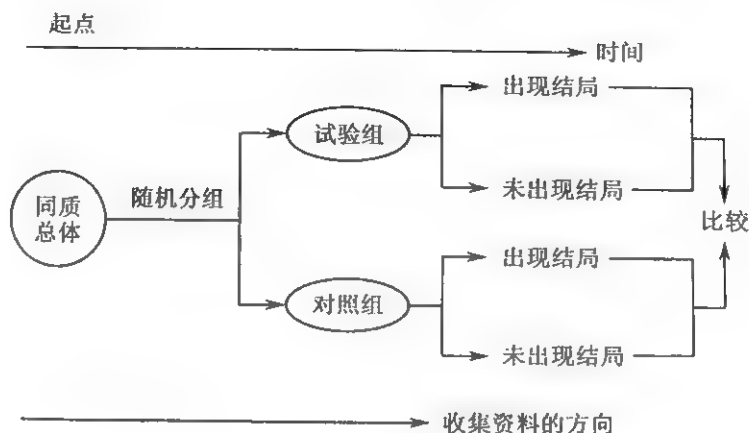 起点
时间
出现结局
试验组
未出现结局
随机分组
同质
总体
比较
出现结局
对照组
未出现结局
收集资料的方向